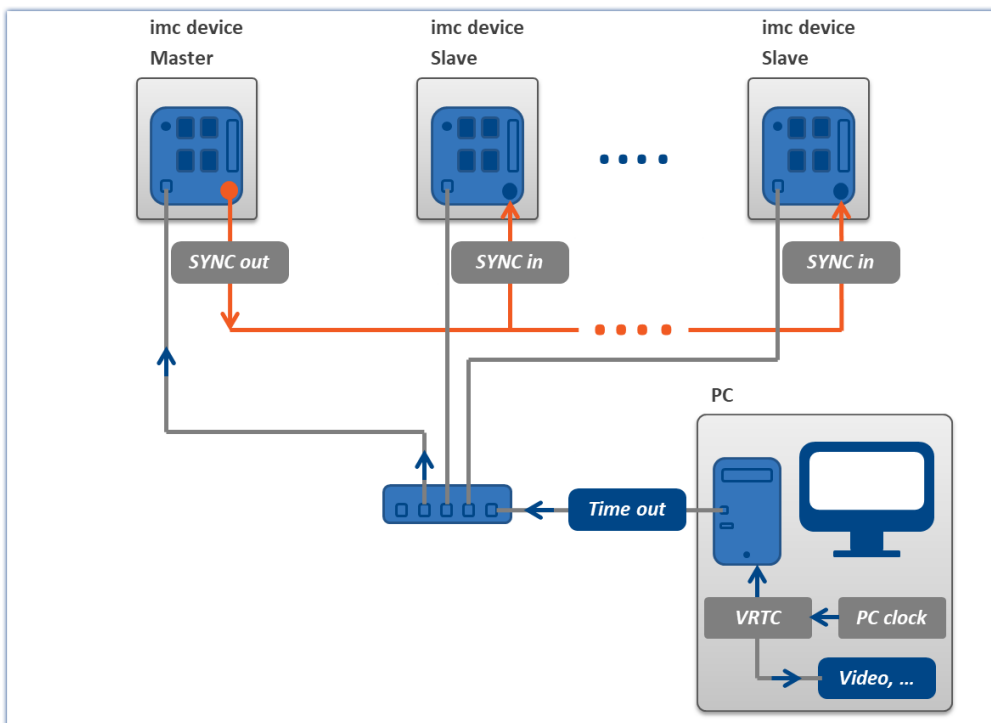 imc device
Master
imc device
Slave
imc device
Slave
SYNC out
SYNC in
SYNC in
PC
Time out
VRTC
PC clock
Video, ...